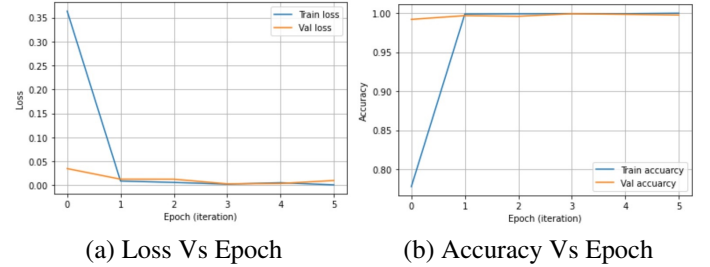 0.35
0.30
0.25
0.20
0.15
0.10
0.05
0.00
Loss
Train loss
Val loss
0 1 2 3 4 5
Epoch (iteration)
(a) Loss Vs Epoch
1.00
0.95
0.90
0.85
0.80
Accuracy
Train accuarcy
Val accuarcy
0 1 2 3 4 5
Epoch (iteration)
(b) Accuracy Vs Epoch